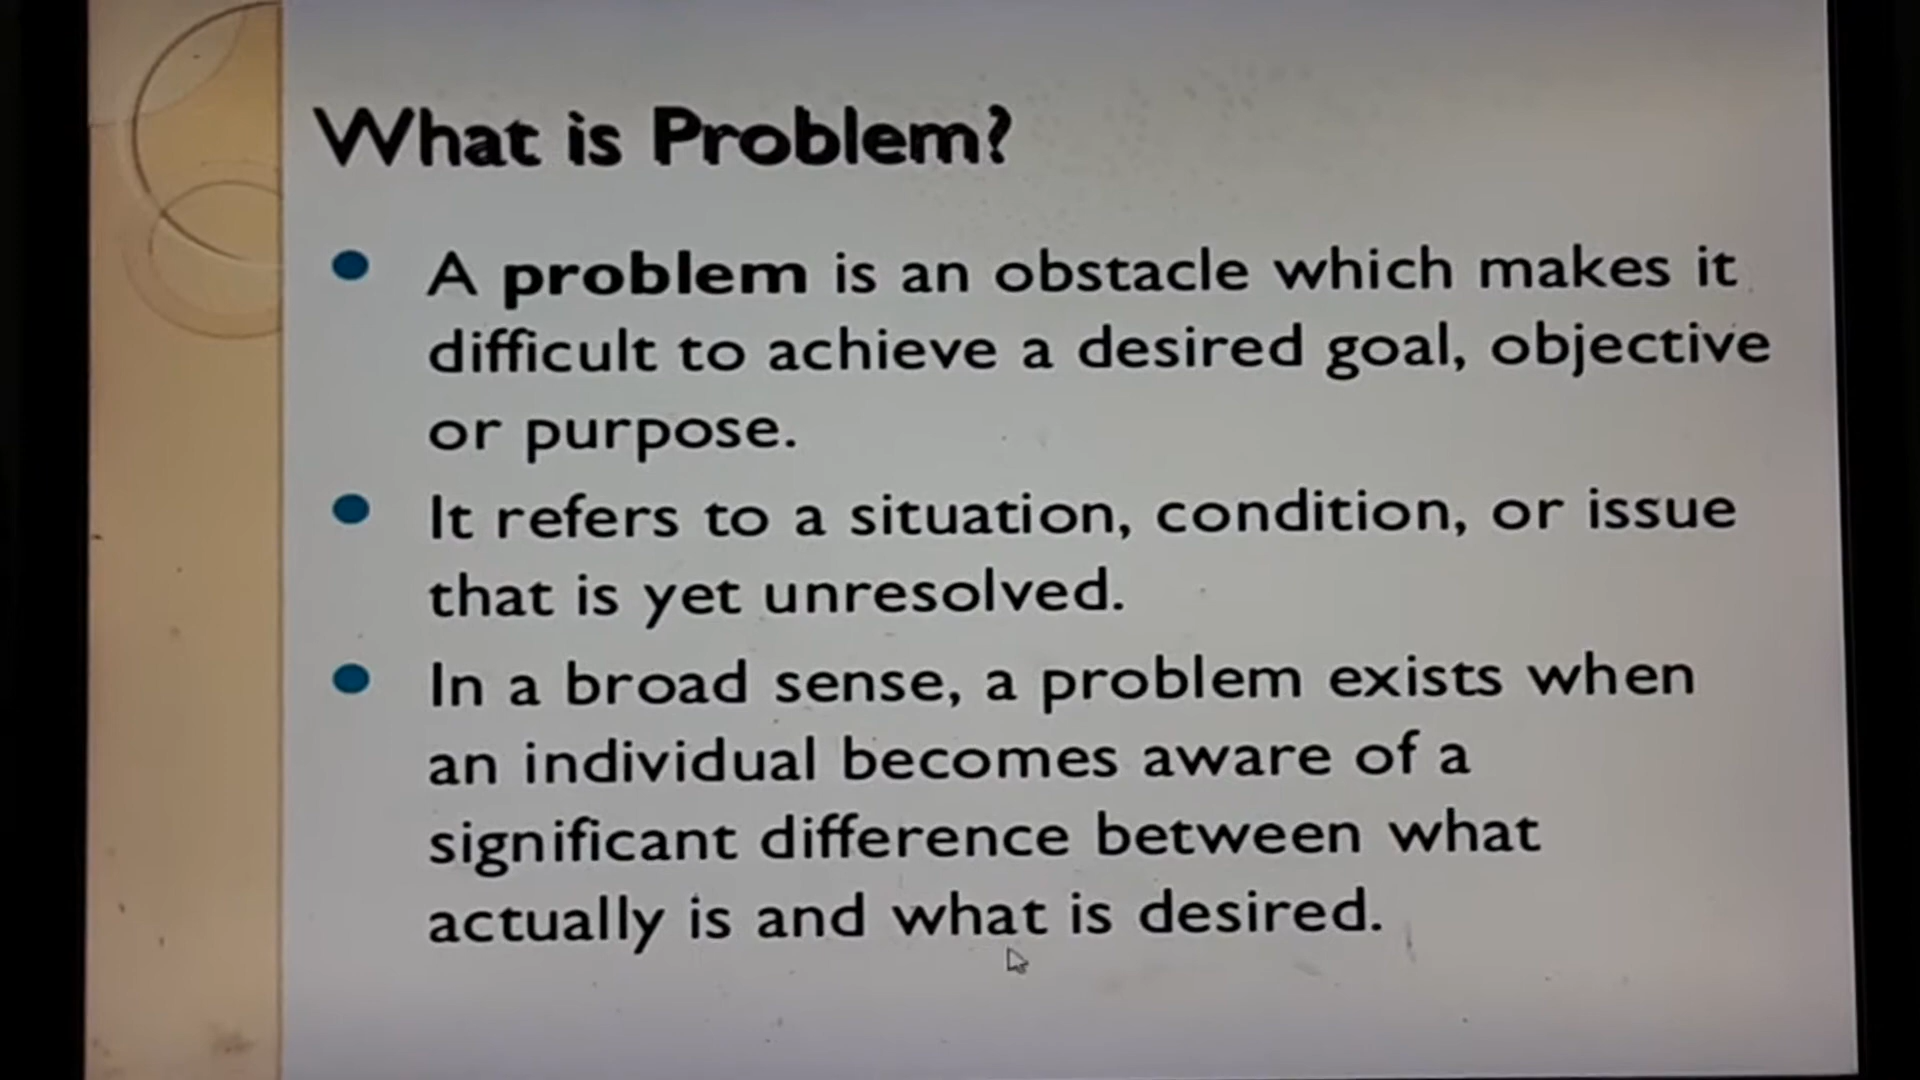 What is Problem?
A problem is an obstacle which makes it
difficult to achieve a desired goal, objective
or purpose.
It refers to a situation, condition, or issue
that is yet unresolved.
In a broad sense, a problem exists when
an individual becomes aware of a
significant difference between what
actually is and what is desired.